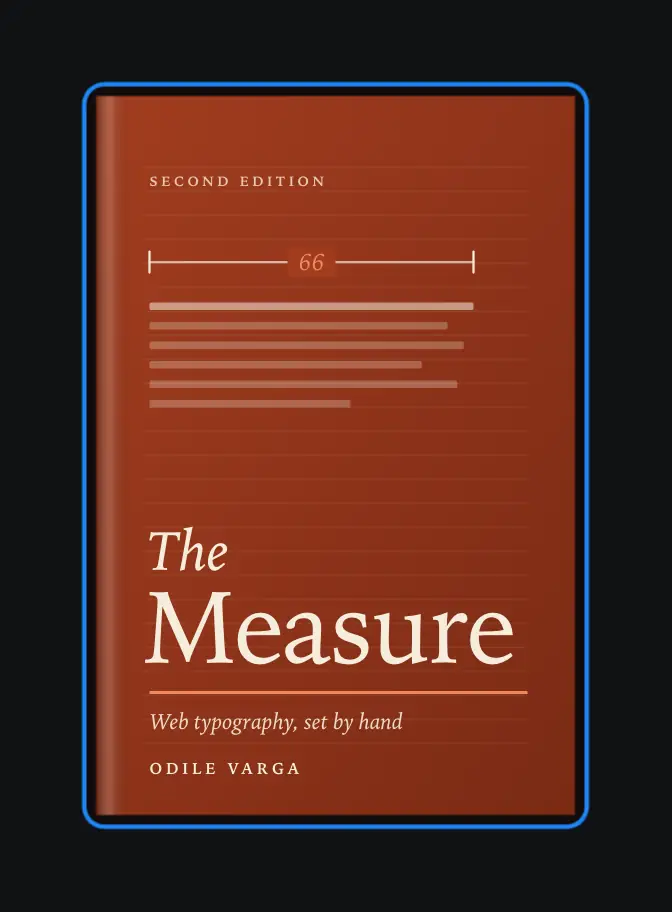 SECOND EDITION
66
The
Measure
Web typography, set by hand
ODILE VARGA